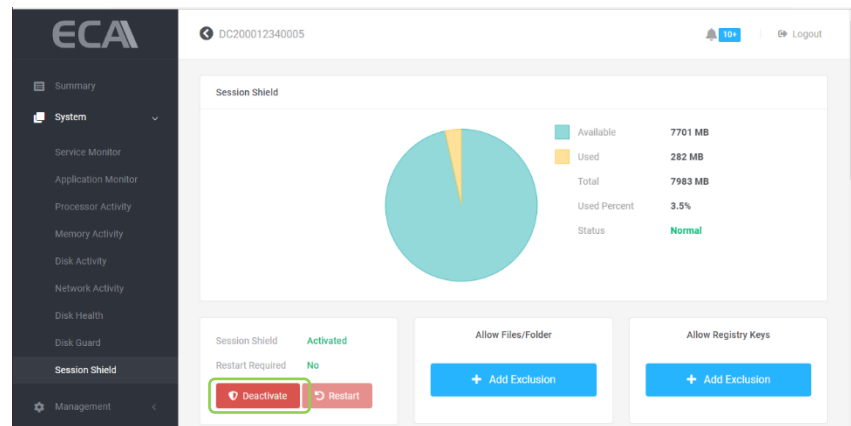 ECA
DC200012340005
10+
Logout
Summary
System
Service Monitor
Application Monitor
Processor Activity
Memory Activity
Disk Activity
Network Activity
Disk Health
Disk Guard
Session Shield
Management
Session Shield
Available 7701 MB
Used 282 MB
Total 7983 MB
Used Percent 3.5%
Status Normal
Session Shield Activated
Restart Required No
Deactivate Restart
Allow Files/Folder
+ Add Exclusion
Allow Registry Keys
+ Add Exclusion